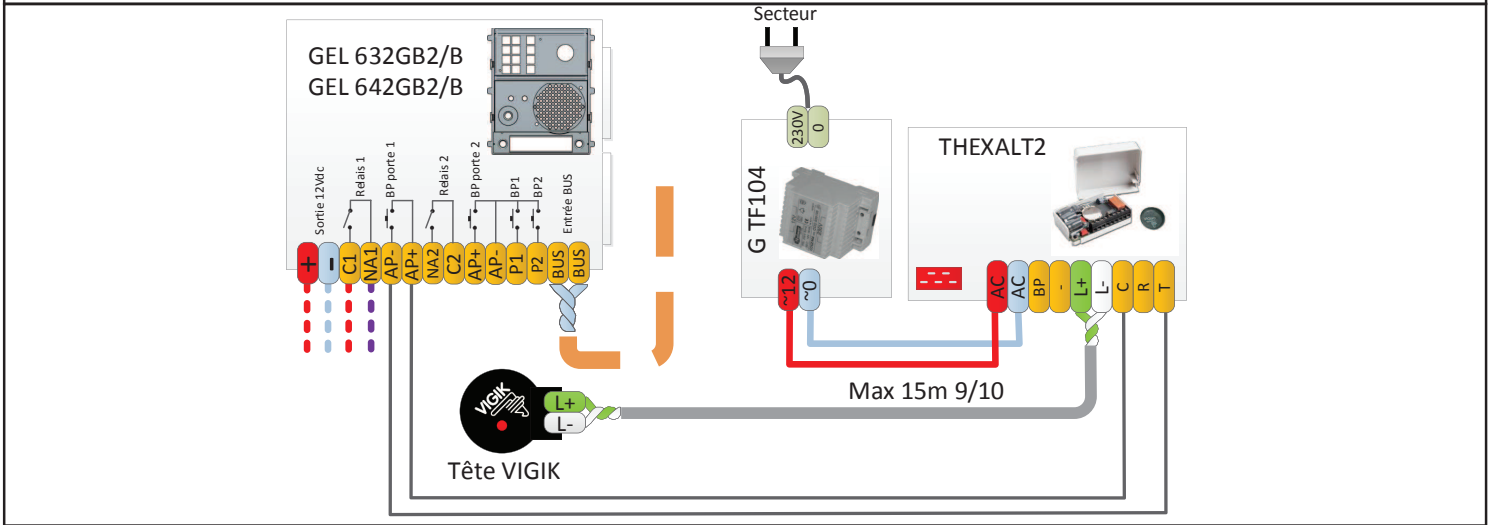 Secteur
GEL 632GB2/B
GEL 642GB2/B
230V
0
THEXALT2
G TF104
Sortie 12Vdc
Relais 1
BP porte 1
Relais 2
BP porte 2
BP1
BP2
Entrée BUS
+
-
C1
NA1
AP-
AP+
NA2
C2
AP+
AP-
P1
P2
BUS
BUS
~12
~0
AC
AC
BP
-
L+
L-
C
R
T
Max 15m 9/10
VIGIK
L+
L-
Tête VIGIK